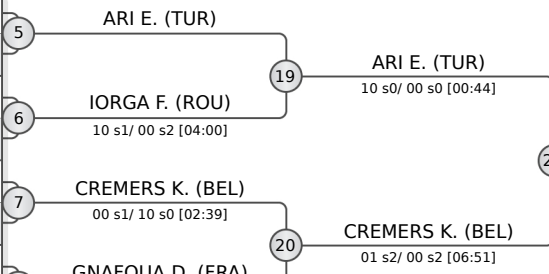 ARI E. (TUR)
5
19
ARI E. (TUR)
10 s0/ 00 s0 [00:44]
IORGA F. (ROU)
6
10 s1/ 00 s2 [04:00]
CREMERS K. (BEL)
7
00 s1/ 10 s0 [02:39]
20
CREMERS K. (BEL)
01 s2/ 00 s2 [06:51]